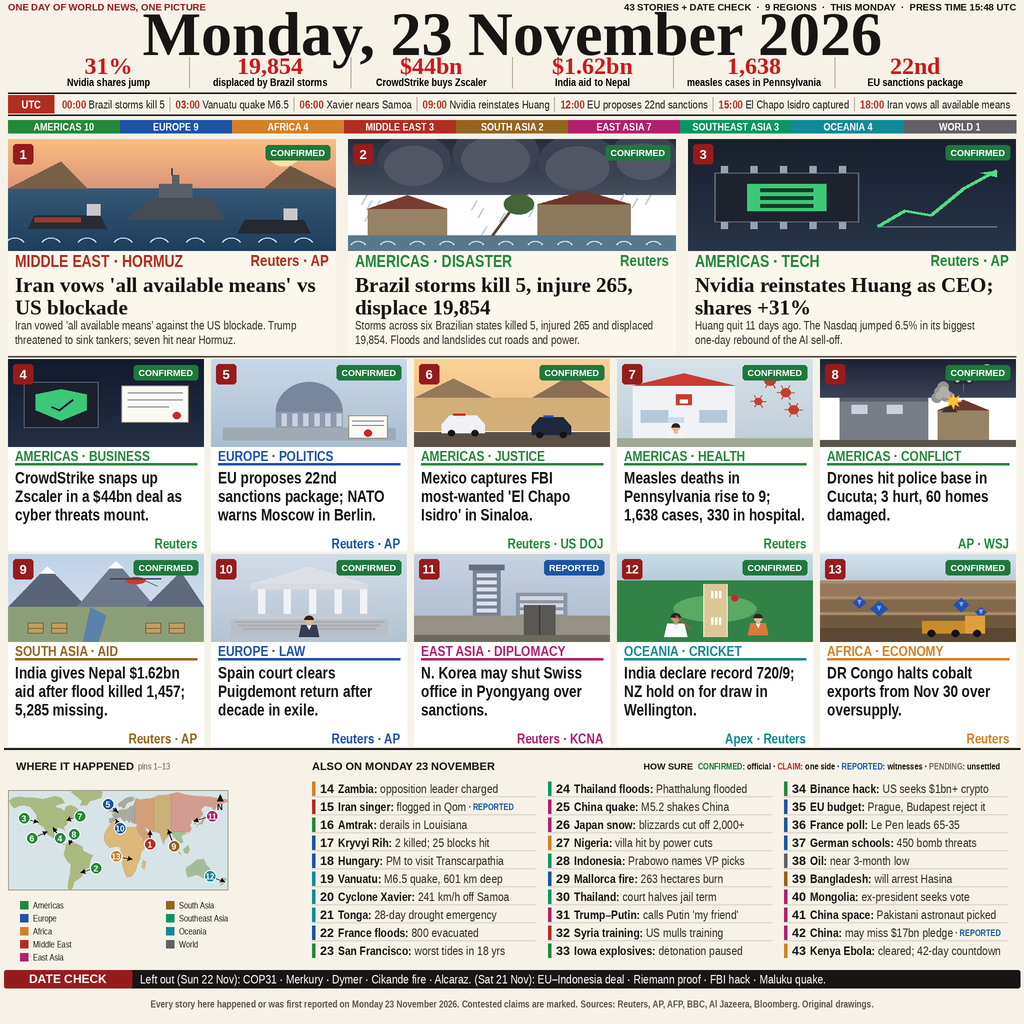 ONE DAY OF WORLD NEWS, ONE PICTURE
43 STORIES + DATE CHECK · 9 REGIONS · THIS MONDAY · PRESS TIME 15:48 UTC
Monday, 23 November 2026
31%
Nvidia shares jump
19,854
displaced by Brazil storms
$44bn
CrowdStrike buys Zscaler
$1.62bn
India aid to Nepal
1,638
measles cases in Pennsylvania
22nd
EU sanctions package
UTC
00:00 Brazil storms kill 5
03:00 Vanuatu quake M6.5
06:00 Xavier nears Samoa
09:00 Nvidia reinstates Huang
12:00 EU proposes 22nd sanctions
15:00 El Chapo Isidro captured
18:00 Iran vows all available means
AMERICAS 10
EUROPE 9
AFRICA 4
MIDDLE EAST 3
SOUTH ASIA 2
EAST ASIA 7
SOUTHEAST ASIA 3
OCEANIA 4
WORLD 1
1
CONFIRMED
MIDDLE EAST · HORMUZ
Reuters · AP
Iran vows 'all available means' vs
US blockade
Iran vowed 'all available means' against the US blockade. Trump
threatened to sink tankers; seven hit near Hormuz.
2
CONFIRMED
AMERICAS · DISASTER
Reuters
Brazil storms kill 5, injure 265,
displace 19,854
Storms across six Brazilian states killed 5, injured 265 and displaced
19,854. Floods and landslides cut roads and power.
3
CONFIRMED
AMERICAS · TECH
Reuters · AP
Nvidia reinstates Huang as CEO;
shares +31%
Huang quit 11 days ago. The Nasdaq jumped 6.5% in its biggest
one-day rebound of the AI sell-off.
4
CONFIRMED
AMERICAS · BUSINESS
CrowdStrike snaps up
Zscaler in a $44bn deal as
cyber threats mount.
Reuters
5
CONFIRMED
EUROPE · POLITICS
EU proposes 22nd
sanctions package; NATO
warns Moscow in Berlin.
Reuters · AP
6
CONFIRMED
AMERICAS · JUSTICE
Mexico captures FBI
most-wanted 'El Chapo
Isidro' in Sinaloa.
Reuters · US DOJ
7
CONFIRMED
AMERICAS · HEALTH
Measles deaths in
Pennsylvania rise to 9;
1,638 cases, 330 in hospital.
Reuters
8
CONFIRMED
AMERICAS · CONFLICT
Drones hit police base in
Cucuta; 3 hurt, 60 homes
damaged.
AP · WSJ
9
CONFIRMED
SOUTH ASIA · AID
India gives Nepal $1.62bn
aid after flood killed 1,457;
5,285 missing.
Reuters · AP
10
CONFIRMED
EUROPE · LAW
Spain court clears
Puigdemont return after
decade in exile.
Reuters · AP
11
REPORTED
EAST ASIA · DIPLOMACY
N. Korea may shut Swiss
office in Pyongyang over
sanctions.
Reuters · KCNA
12
CONFIRMED
OCEANIA · CRICKET
India declare record 720/9;
NZ hold on for draw in
Wellington.
Apex · Reuters
13
CONFIRMED
AFRICA · ECONOMY
DR Congo halts cobalt
exports from Nov 30 over
oversupply.
Reuters
WHERE IT HAPPENED pins 1–13
N
3
7
6
4
8
2
5
10
13
1
9
11
12
Americas
Europe
Africa
Middle East
East Asia
South Asia
Southeast Asia
Oceania
World
ALSO ON MONDAY 23 NOVEMBER
HOW SURE CONFIRMED: official · CLAIM: one side · REPORTED: witnesses · PENDING: unsettled
14 Zambia: opposition leader charged
15 Iran singer: flogged in Qom · REPORTED
16 Amtrak: derails in Louisiana
17 Kryvyi Rih: 2 killed; 25 blocks hit
18 Hungary: PM to visit Transcarpathia
19 Vanuatu: M6.5 quake, 601 km deep
20 Cyclone Xavier: 241 km/h off Samoa
21 Tonga: 28-day drought emergency
22 France floods: 800 evacuated
23 San Francisco: worst tides in 18 yrs
24 Thailand floods: Phatthalung flooded
25 China quake: M5.2 shakes China
26 Japan snow: blizzards cut off 2,000+
27 Nigeria: villa hit by power cuts
28 Indonesia: Prabowo names VP picks
29 Mallorca fire: 263 hectares burn
30 Thailand: court halves jail term
31 Trump–Putin: calls Putin 'my friend'
32 Syria training: US mulls training
33 Iowa explosives: detonation paused
34 Binance hack: US seeks $1bn+ crypto
35 EU budget: Prague, Budapest reject it
36 France poll: Le Pen leads 65-35
37 German schools: 450 bomb threats
38 Oil: near 3-month low
39 Bangladesh: will arrest Hasina
40 Mongolia: ex-president seeks vote
41 China space: Pakistani astronaut picked
42 China: may miss $17bn pledge · REPORTED
43 Kenya Ebola: cleared; 42-day countdown
DATE CHECK
Left out (Sun 22 Nov): COP31 · Merkury · Dymer · Cikande fire · Alcaraz. (Sat 21 Nov): EU–Indonesia deal · Riemann proof · FBI hack · Maluku quake.
Every story here happened or was first reported on Monday 23 November 2026. Contested claims are marked. Sources: Reuters, AP, AFP, BBC, Al Jazeera, Bloomberg. Original drawings.